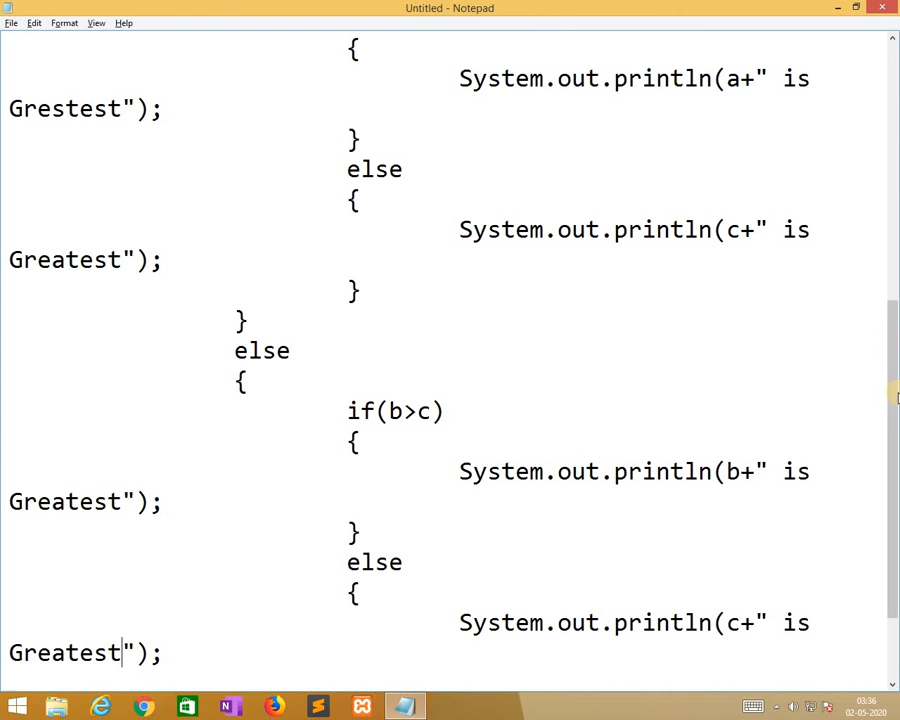 Untitled - Notepad
File Edit Format View Help
{
System.out.println(a+" is
Grestest");
}
else
{
System.out.println(c+" is
Greatest");
}
}
else
{
if(b>c)
{
System.out.println(b+" is
Greatest");
}
else
{
System.out.println(c+" is
Greatest");
03:36
02-05-2020